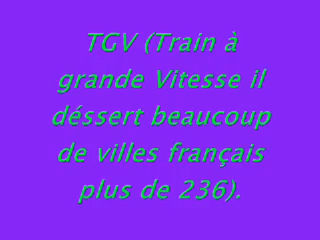 TGV (Train à
grande Vitesse il
déssert beaucoup
de villes français
plus de 236).